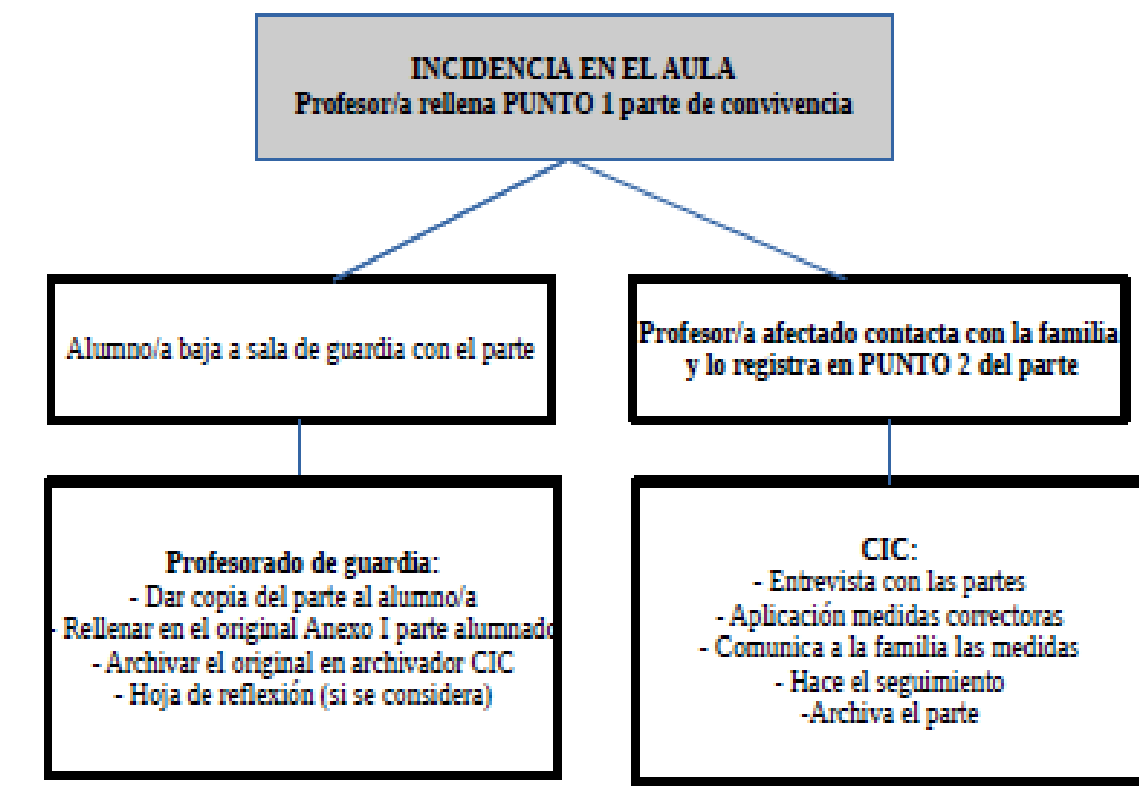 INCIDENCIA EN EL AULA
Profesor/a rellena PUNTO 1 parte de convivencia
Alumno/a baja a sala de guardia con el parte
Profesor/a afectado contacta con la familia
y lo registra en PUNTO 2 del parte
Profesorado de guardia:
- Dar copia del parte al alumno/a
- Rellenar en el original Anexo I parte alumnado
- Archivar el original en archivador CIC
- Hoja de reflexión (si se considera)
CIC:
- Entrevista con las partes
- Aplicación medidas correctoras
- Comunica a la familia las medidas
- Hace el seguimiento
-Archiva el parte